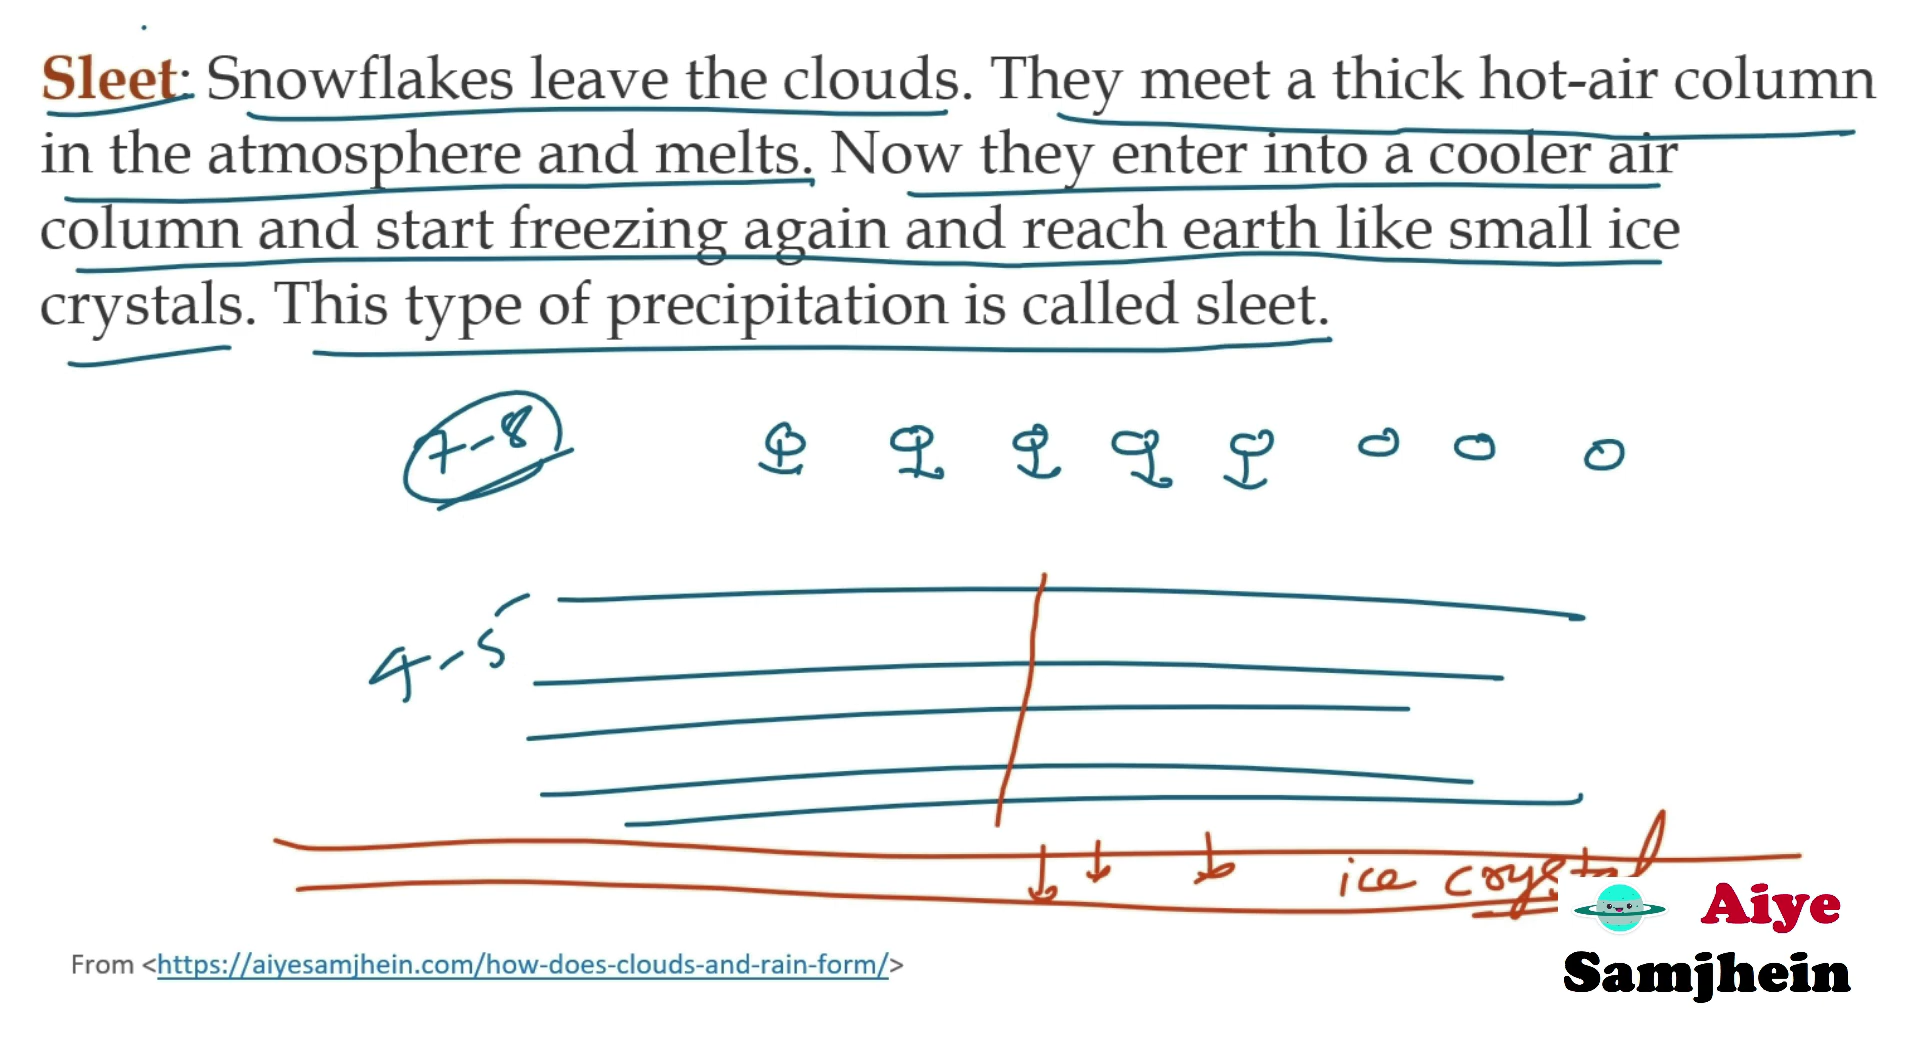 Sleet: Snowflakes leave the clouds. They meet a thick hot-air column
in the atmosphere and melts. Now they enter into a cooler air
column and start freezing again and reach earth like small ice
crystals. This type of precipitation is called sleet.
7-8
4-5
ice crystal
From <https://aiyesamjhein.com/how-does-clouds-and-rain-form/>
Aiye
Samjhein